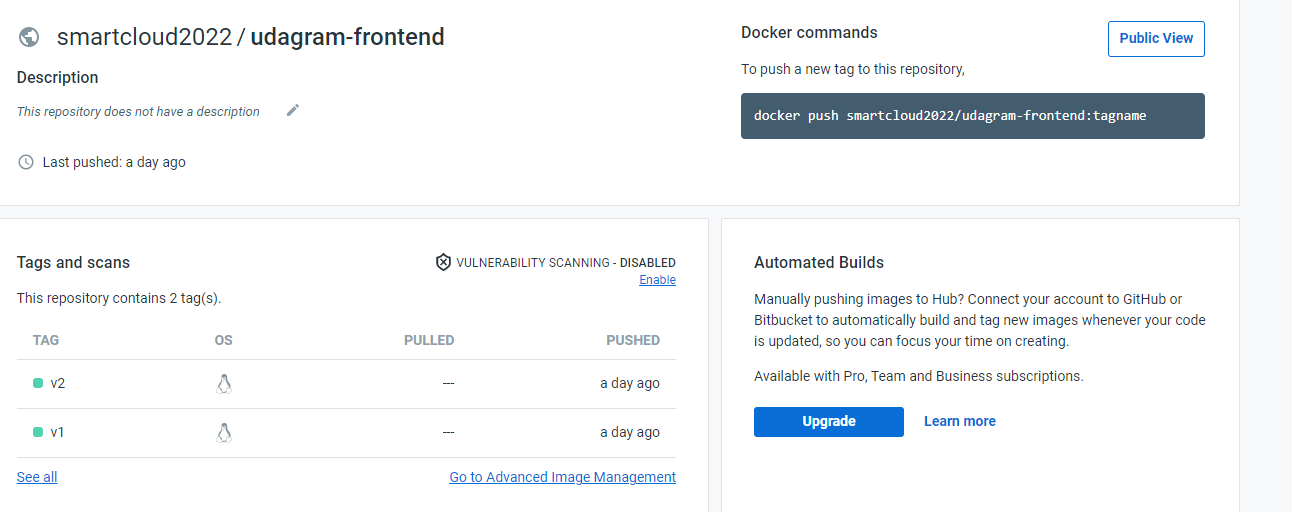 smartcloud2022 / udagram-frontend
Description
This repository does not have a description
Last pushed: a day ago
Docker commands
Public View
To push a new tag to this repository,
docker push smartcloud2022/udagram-frontend:tagname
Tags and scans
VULNERABILITY SCANNING - DISABLED
Enable
This repository contains 2 tag(s).
TAG OS PULLED PUSHED
v2 --- a day ago
v1 --- a day ago
See all
Go to Advanced Image Management
Automated Builds
Manually pushing images to Hub? Connect your account to GitHub or
Bitbucket to automatically build and tag new images whenever your code
is updated, so you can focus your time on creating.
Available with Pro, Team and Business subscriptions.
Upgrade
Learn more